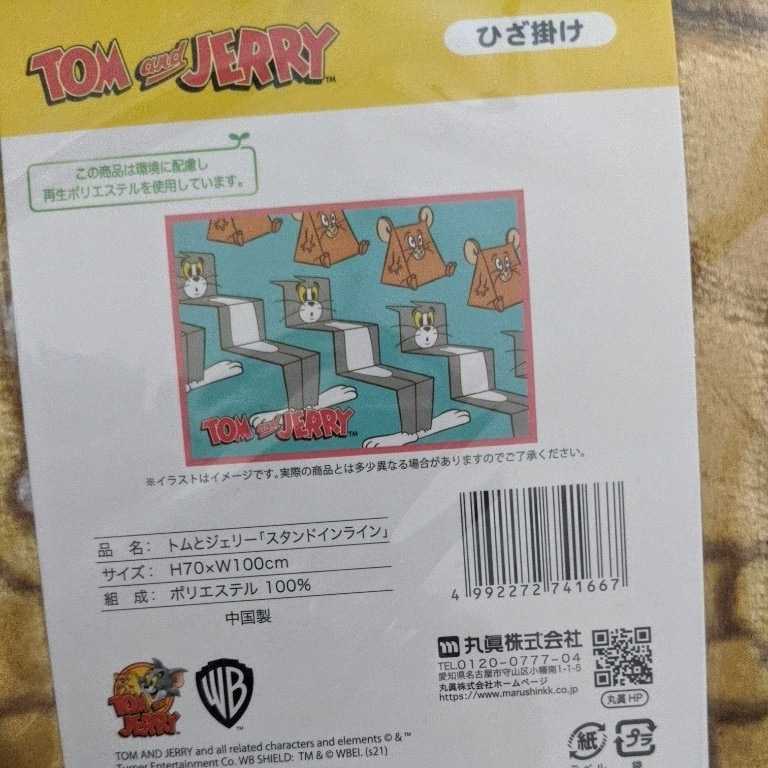 TOM and JERRY™
ひざ掛け
この商品は環境に配慮し
再生ポリエステルを使用しています。
TOM and JERRY™
※イラストはイメージです。実際の商品とは多少異なる場合がありますのでご了承ください。
品　名： トムとジェリー「スタンドインライン」
サイズ： H70×W100cm
組　成： ポリエステル 100%
中国製
4 992272 741667
丸眞株式会社
TEL0120-0777-04
愛知県名古屋市守山区小幡南1-1-5
丸眞株式会社ホームページ
https://www.marushinkk.co.jp
丸眞HP
TOM and JERRY
WB™
紙
プラ
TOM AND JERRY and all related characters and elements © & ™
Turner Entertainment Co. WB SHIELD: TM & © WBEI. (s21)
ラベル
袋